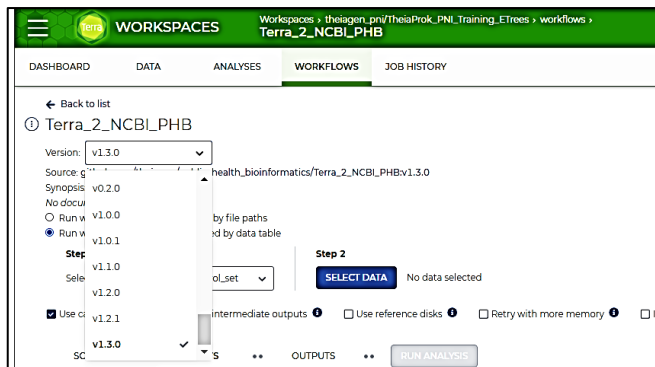 Terra WORKSPACES Workspaces › theiagen_pni/TheiaProk_PNI_Training_ETrees › workflows ›
Terra_2_NCBI_PHB
DASHBOARD DATA ANALYSES WORKFLOWS JOB HISTORY
Back to list
Terra_2_NCBI_PHB
Version: v1.3.0
Source: health_bioinformatics/Terra_2_NCBI_PHB:v1.3.0
Synopsis
v0.2.0
No docu
v1.0.0
Run w by file paths
v1.0.1
Run w ed by data table
Step Step 2
v1.1.0
Sele ol_set SELECT DATA No data selected
v1.2.0
v1.2.1
Use ca intermediate outputs Use reference disks Retry with more memory
v1.3.0
SC S OUTPUTS RUN ANALYSIS